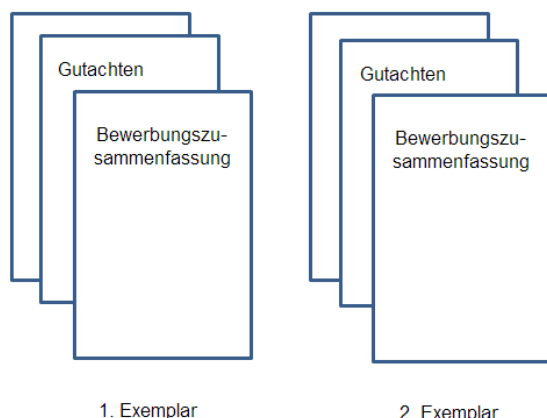 Gutachten
Bewerbungszu-
sammenfassung
1. Exemplar
Gutachten
Bewerbungszu-
sammenfassung
2. Exemplar